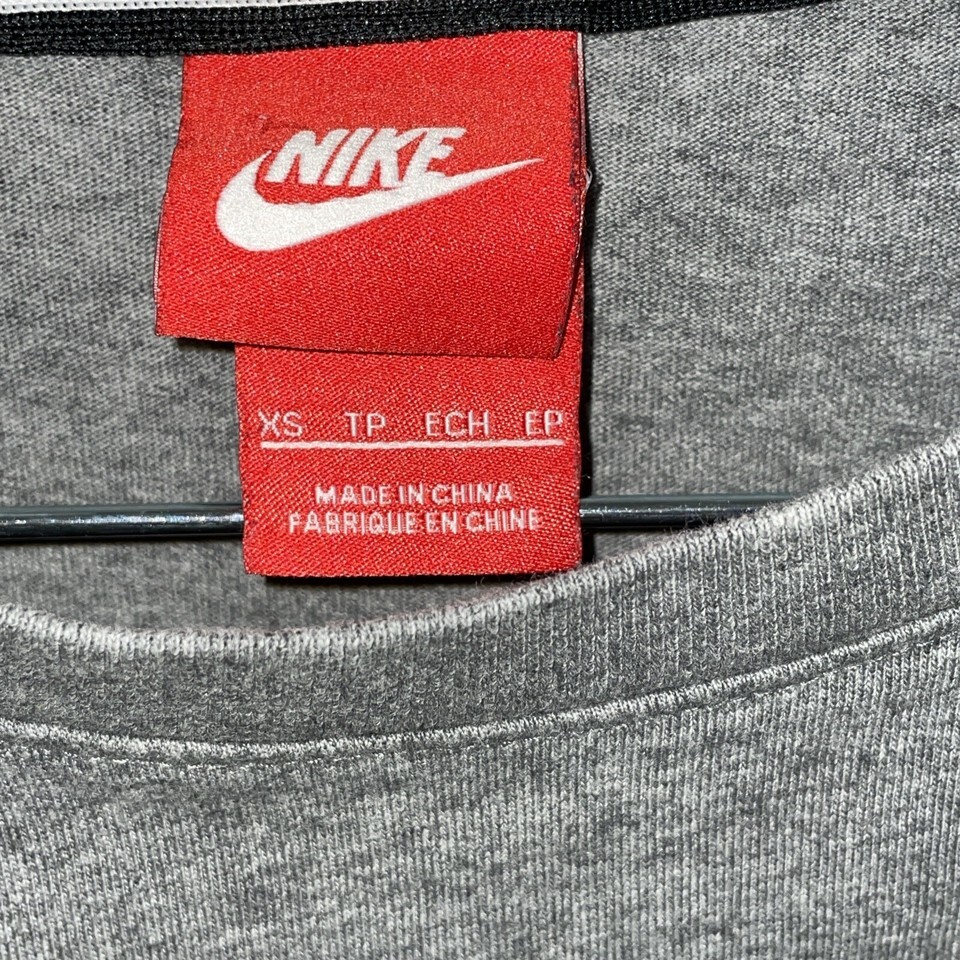 NIKE
XS TP ECH EP
MADE IN CHINA
FABRIQUE EN CHINE